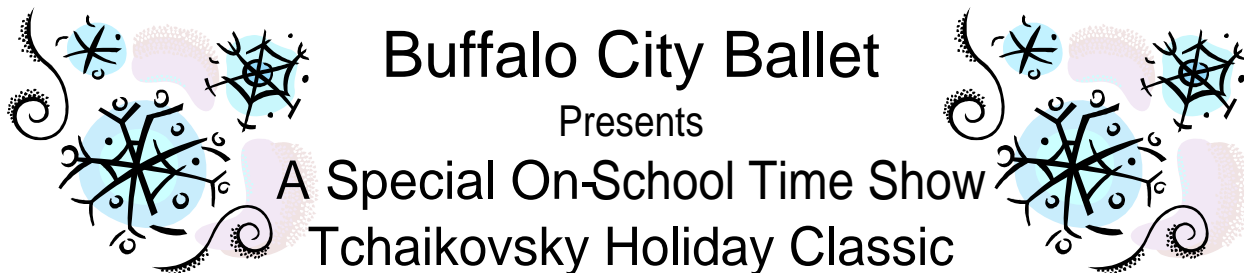 Buffalo City Ballet
Presents
A Special On-School Time Show
Tchaikovsky Holiday Classic